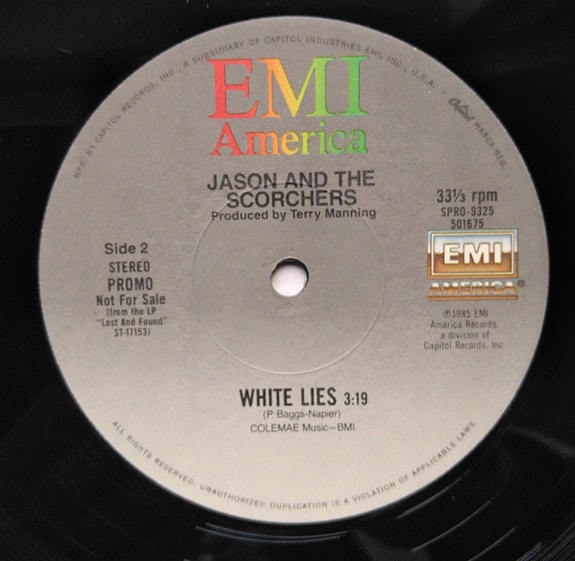 MFD. BY CAPITOL RECORDS, INC., A SUBSIDIARY OF CAPITOL INDUSTRIES-EMI, INC., U.S.A. • Capitol MARCA REG.
EMI
America
JASON AND THE
SCORCHERS
Produced by Terry Manning
33⅓ rpm
SPRO-9325
501675
EMI
AMERICA®
℗1985 EMI
America Records,
a division of
Capitol Records, Inc.
Side 2
STEREO
PROMO
Not For Sale
(from the LP
"Lost And Found"
ST-17153)
WHITE LIES 3:19
(P. Baggs-Napier)
COLEMAE Music—BMI
ALL RIGHTS RESERVED. UNAUTHORIZED DUPLICATION IS A VIOLATION OF APPLICABLE LAWS